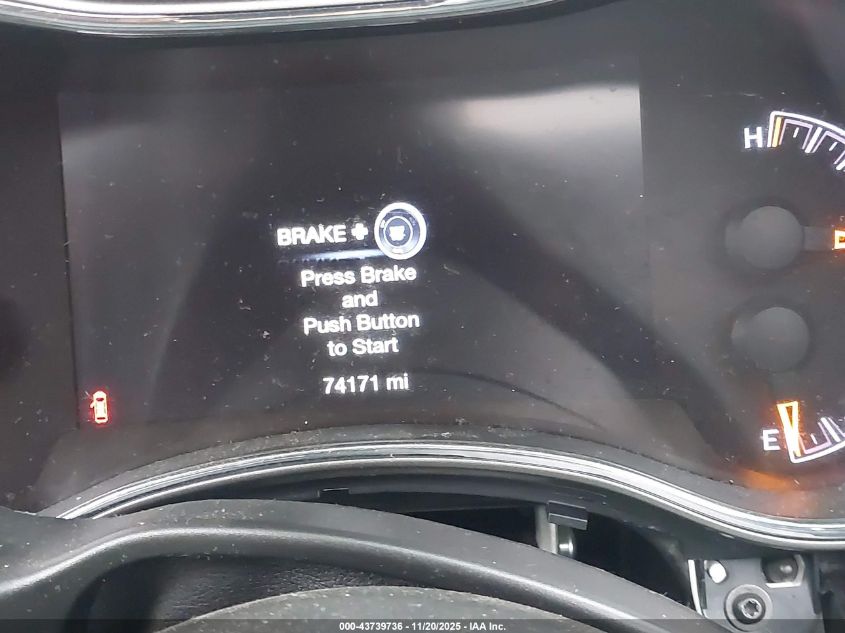 H
BRAKE +
Press Brake
and
Push Button
to Start
74171 mi
E
000-43739736 - 11/20/2025 - IAA Inc.